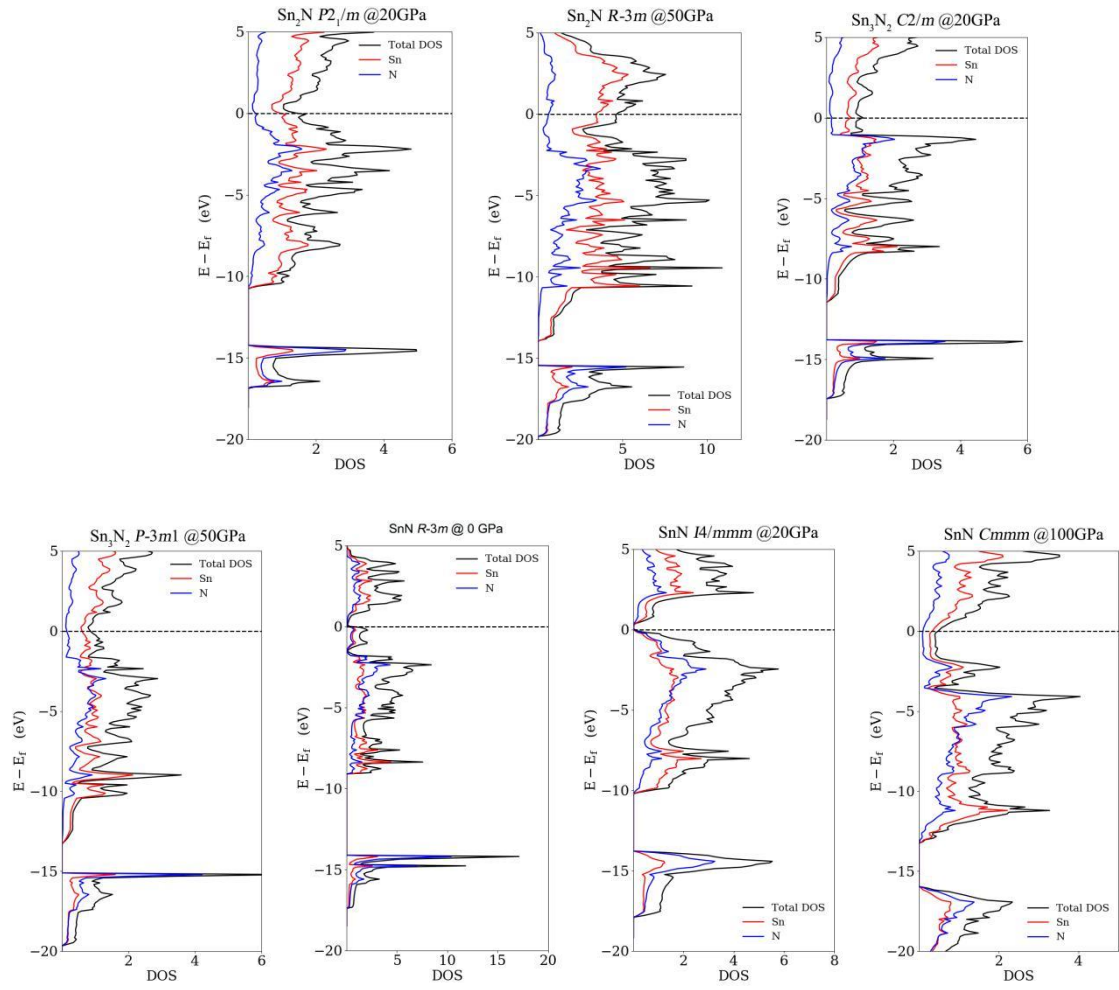 Sn2N P21/m @20GPa
5
0
−5
−10
−15
−20
E − Ef (eV)
2
4
6
DOS
Total DOS
Sn
N
Sn2N R-3m @50GPa
5
0
−5
−10
−15
−20
E − Ef (eV)
5
10
DOS
Total DOS
Sn
N
Sn3N2 C2/m @20GPa
5
0
−5
−10
−15
−20
E − Ef (eV)
0
2
4
6
DOS
Total DOS
Sn
N
Sn3N2 P-3m1 @50GPa
5
0
−5
−10
−15
−20
E − Ef (eV)
0
2
4
6
DOS
Total DOS
Sn
N
SnN R-3m @ 0 GPa
5
0
−5
−10
−15
−20
E − Ef (eV)
0
5
10
15
20
DOS
Total DOS
Sn
N
SnN I4/mmm @20GPa
5
0
−5
−10
−15
−20
E − Ef (eV)
0
2
4
6
8
DOS
Total DOS
Sn
N
SnN Cmmm @100GPa
5
0
−5
−10
−15
−20
E − Ef (eV)
2
4
DOS
Total DOS
Sn
N